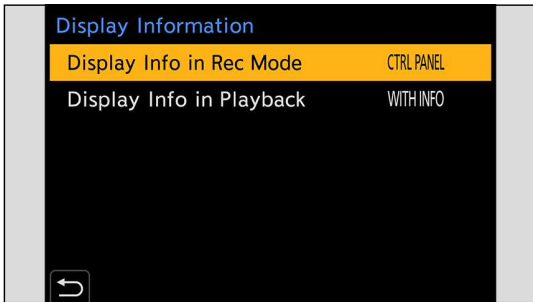 Display Information
Display Info in Rec Mode CTRL PANEL
Display Info in Playback WITH INFO